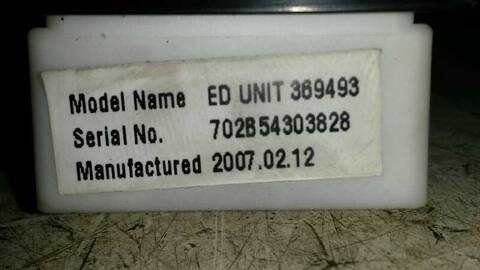 Model Name ED UNIT 369493
Serial No. 702B54303828
Manufactured 2007.02.12